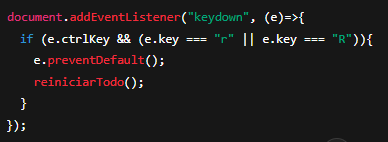 document.addEventListener("keydown", (e)=>{
  if (e.ctrlKey && (e.key === "r" || e.key === "R")){
    e.preventDefault();
    reiniciarTodo();
  }
});